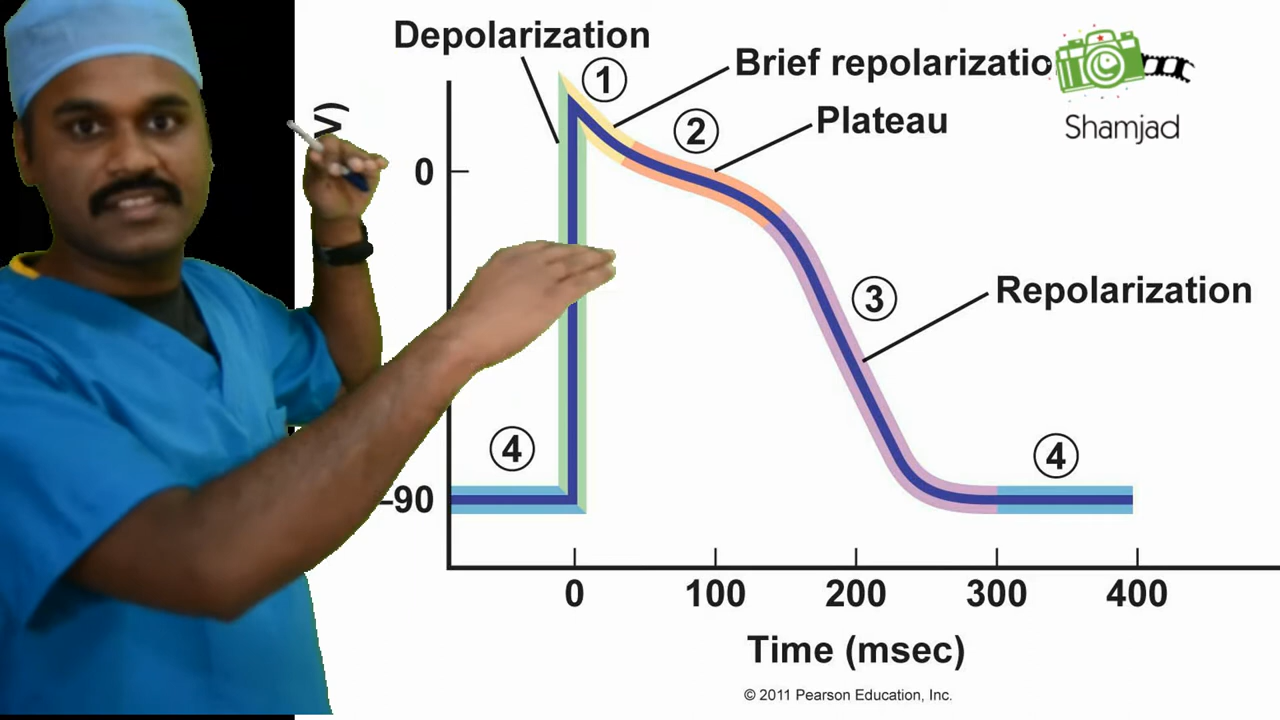 Depolarization
1
Brief repolarizatio
V)
2
Plateau
Shamjad
0
3
Repolarization
4
4
–90
0 100 200 300 400
Time (msec)
© 2011 Pearson Education, Inc.